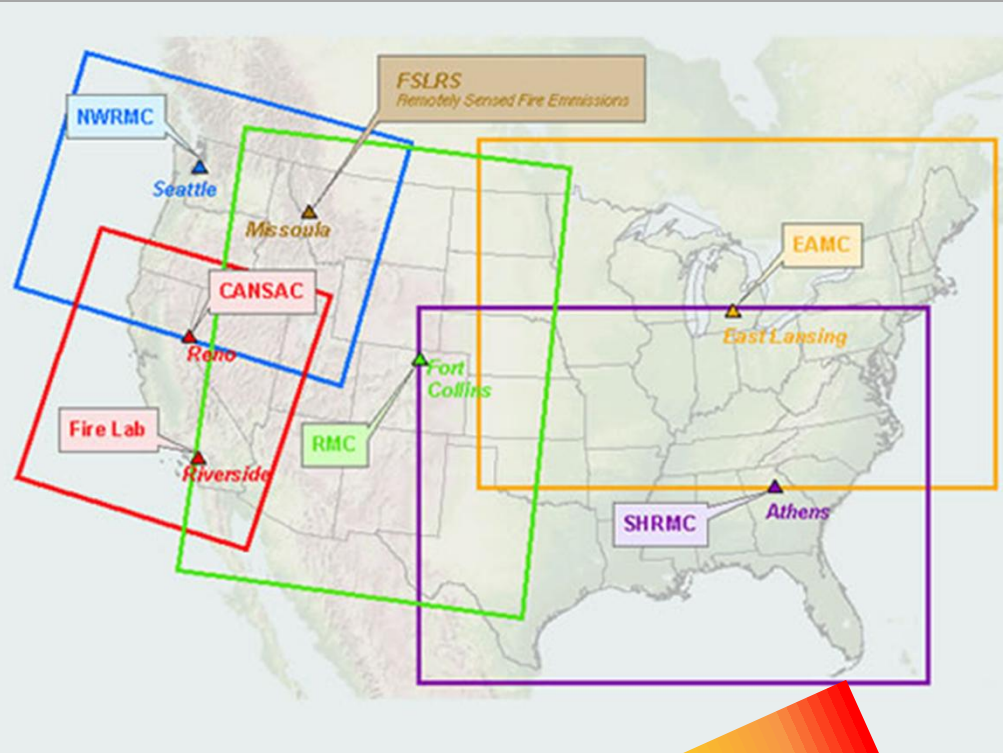 FSLRS
Remotely Sensed Fire Emmissions
NWRMC
Seattle
Missoula
EAMC
CANSAC
East Lansing
Reno
Fort
Collins
Fire Lab
RMC
Riverside
SHRMC
Athens